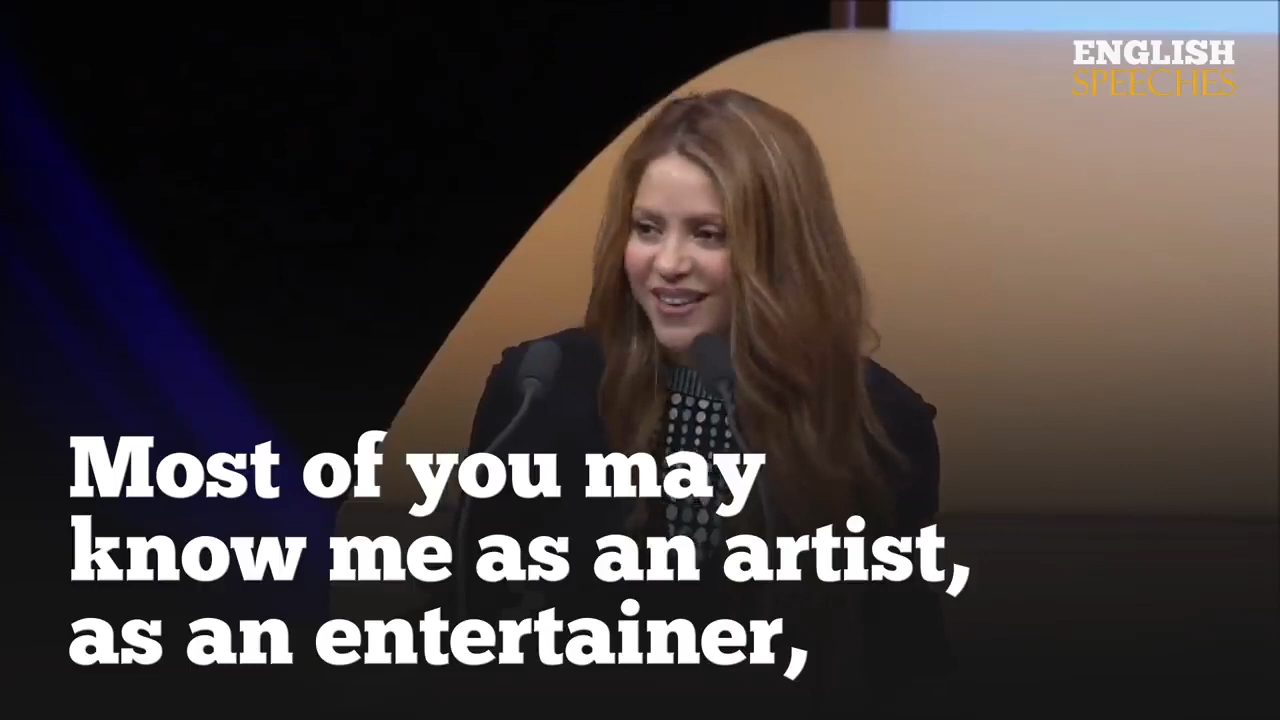 ENGLISH
SPEECHES
Most of you may
know me as an artist,
as an entertainer,